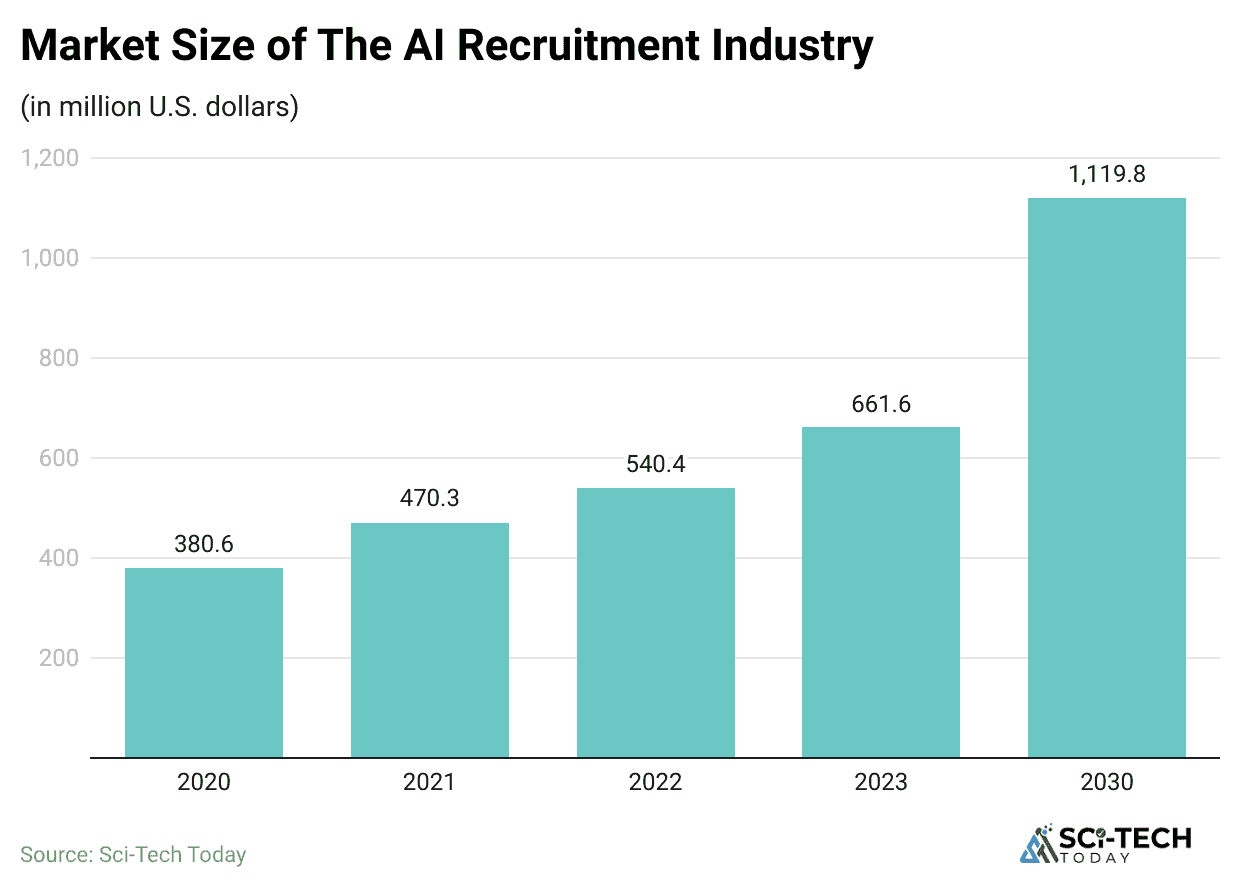 Market Size of The AI Recruitment Industry
(in million U.S. dollars)
1,200
1,119.8
1,000
800
661.6
600
540.4
470.3
400
380.6
200
2020 2021 2022 2023 2030
Source: Sci-Tech Today
SCi-TECH
TODAY